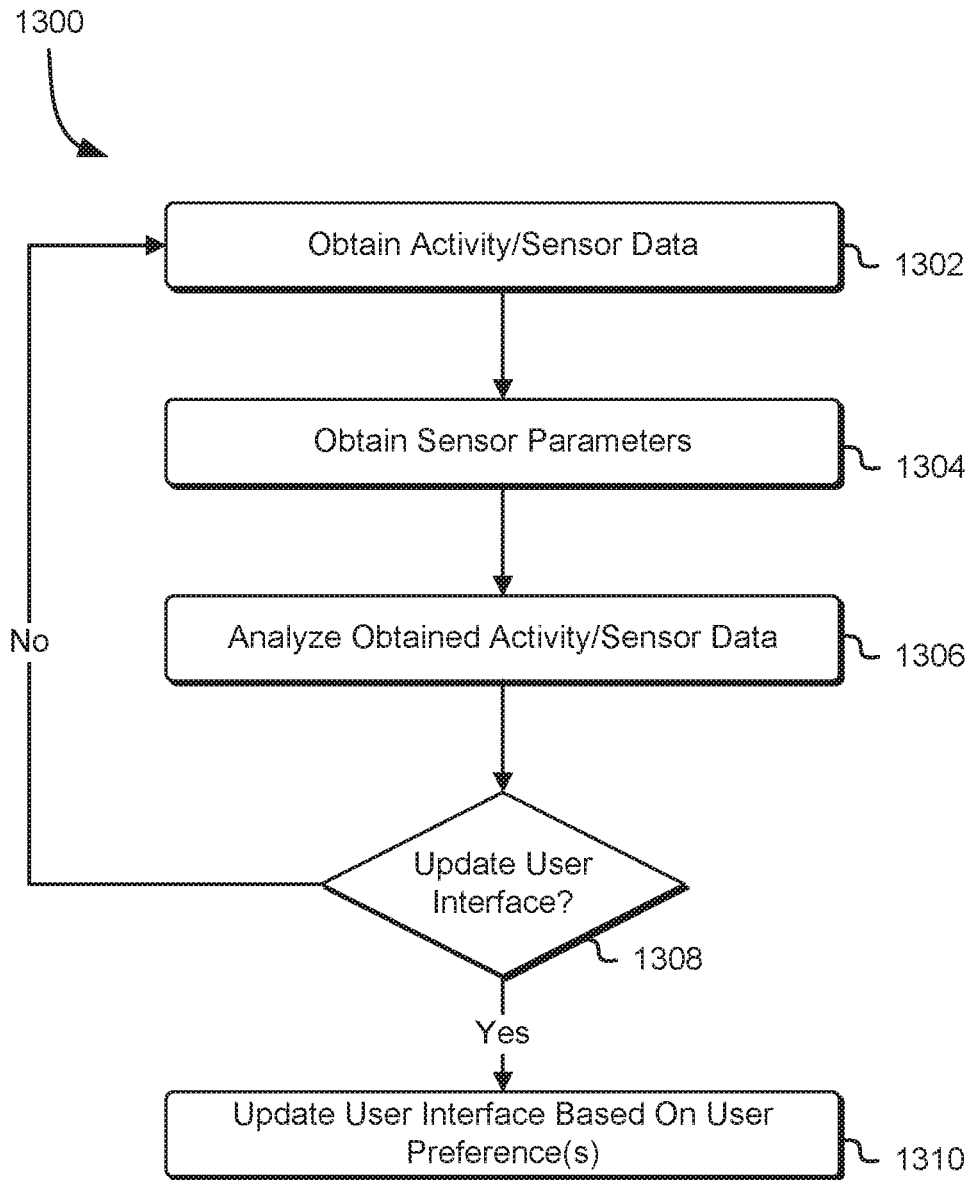 1300
Obtain Activity/Sensor Data
1302
Obtain Sensor Parameters
1304
Analyze Obtained Activity/Sensor Data
1306
No
Update User
Interface?
1308
Yes
Update User Interface Based On User
Preference(s)
1310